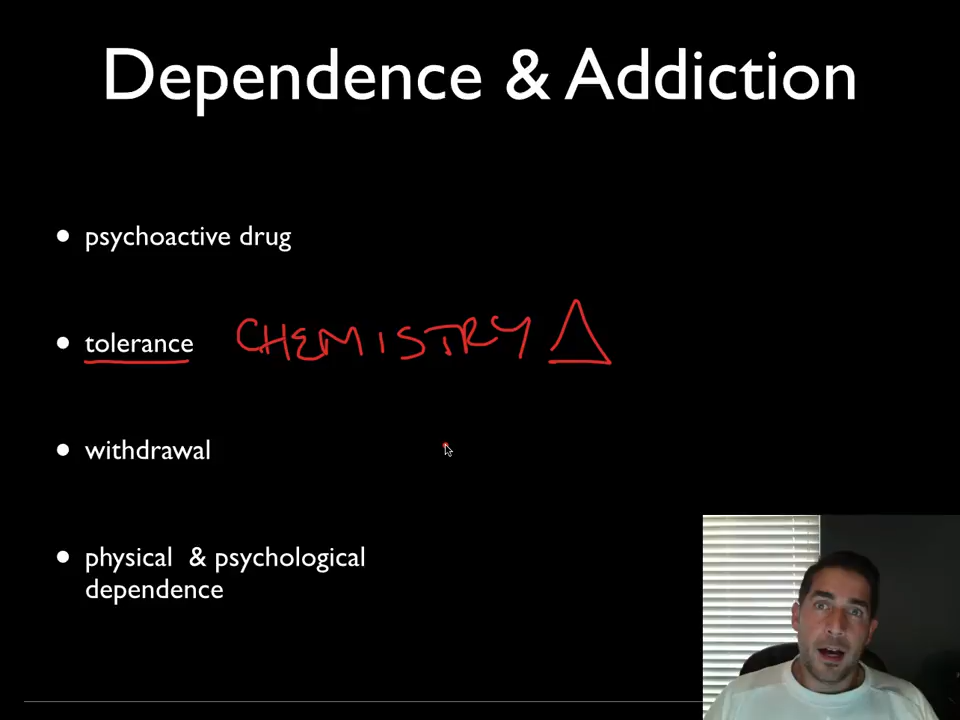 Dependence & Addiction
• psychoactive drug
• tolerance CHEMISTRY Δ
• withdrawal
• physical & psychological
dependence